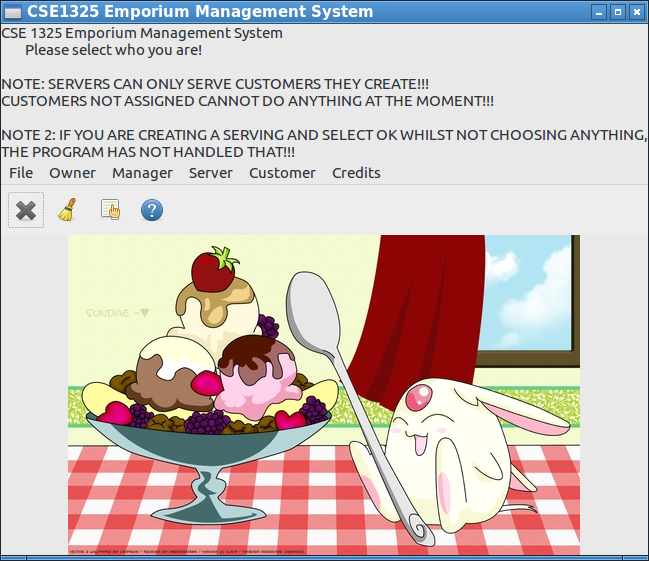 CSE1325 Emporium Management System
CSE 1325 Emporium Management System
Please select who you are!
NOTE: SERVERS CAN ONLY SERVE CUSTOMERS THEY CREATE!!!
CUSTOMERS NOT ASSIGNED CANNOT DO ANYTHING AT THE MOMENT!!!
NOTE 2: IF YOU ARE CREATING A SERVING AND SELECT OK WHILST NOT CHOOSING ANYTHING,
THE PROGRAM HAS NOT HANDLED THAT!!!
File Owner Manager Server Customer Credits
SUNDAE ~♥